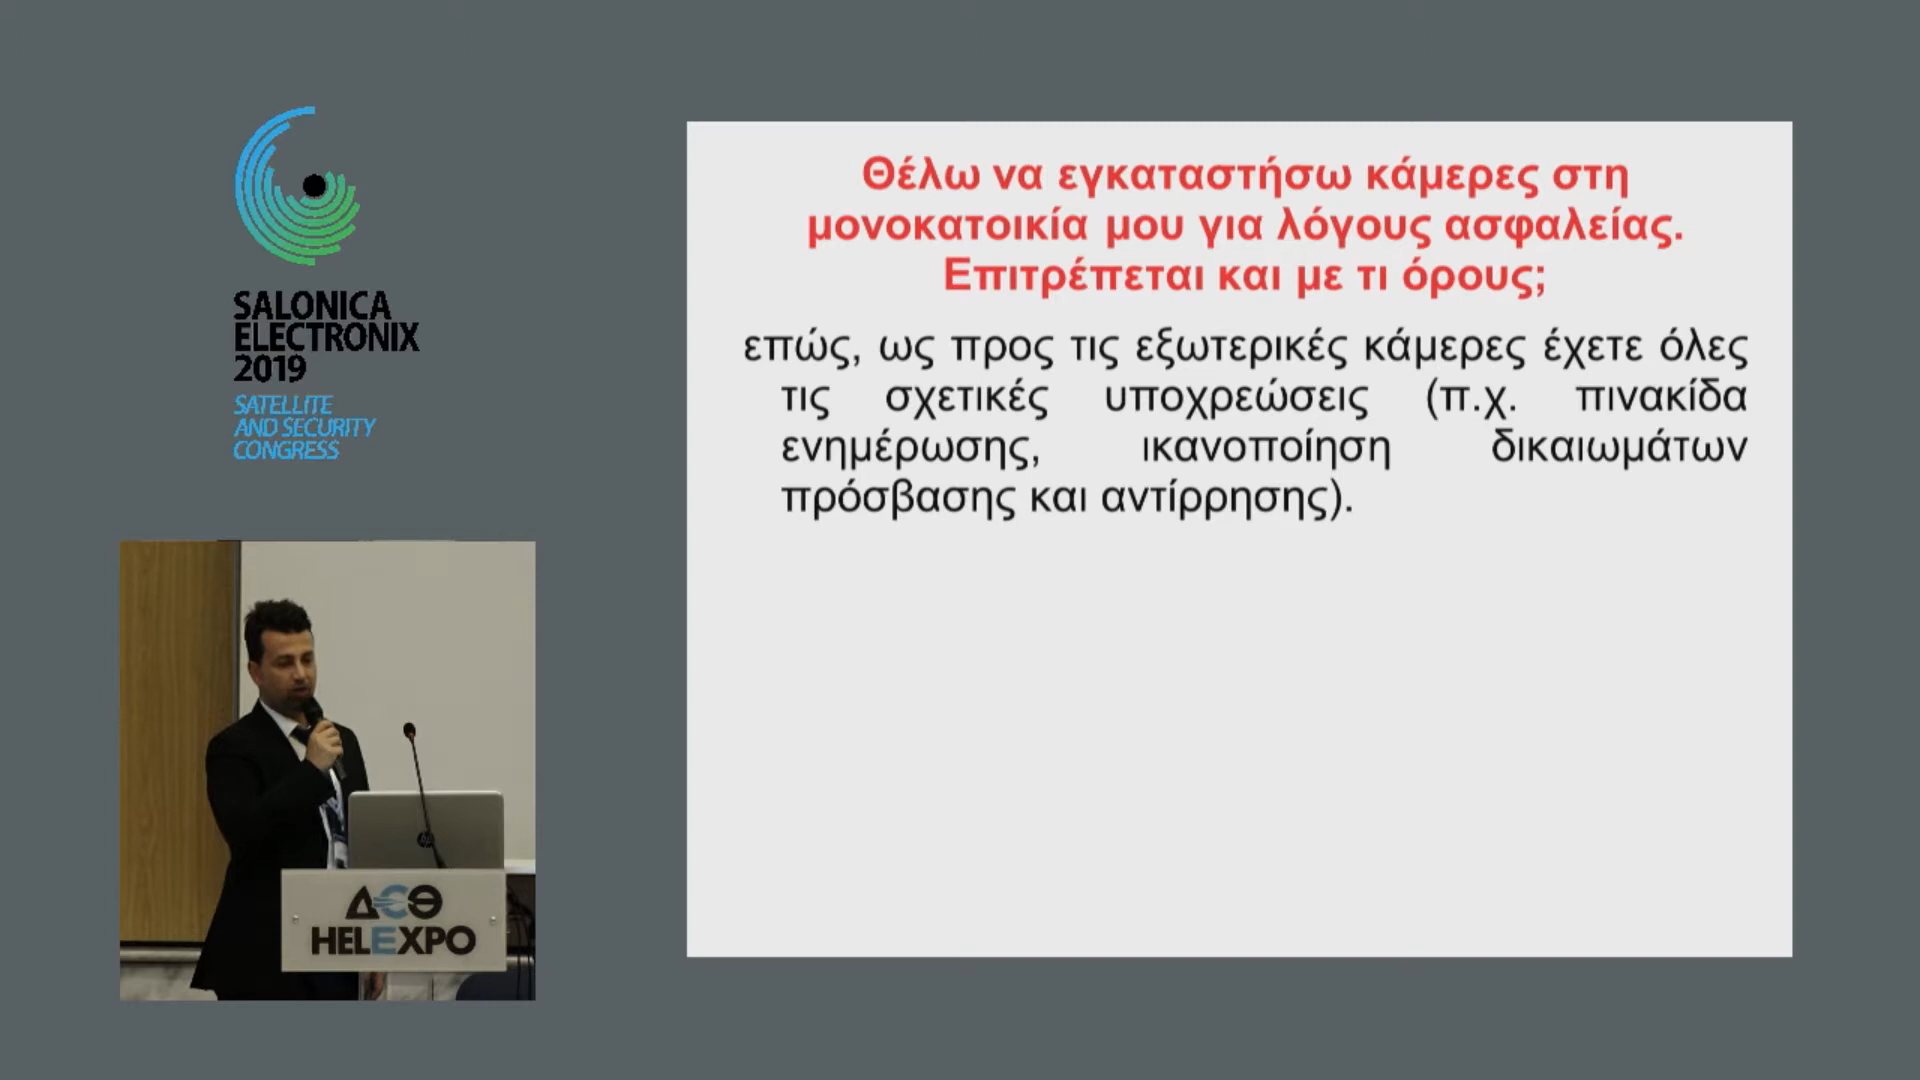 SALONICA
ELECTRONIX
2019
SATELLITE
AND SECURITY
CONGRESS
Θέλω να εγκαταστήσω κάμερες στη
μονοκατοικία μου για λόγους ασφαλείας.
Επιτρέπεται και με τι όρους;
επώς, ως προς τις εξωτερικές κάμερες έχετε όλες
τις σχετικές υποχρεώσεις (π.χ. πινακίδα
ενημέρωσης, ικανοποίηση δικαιωμάτων
πρόσβασης και αντίρρησης).
hp
ΔΕΘ
HELEXPO